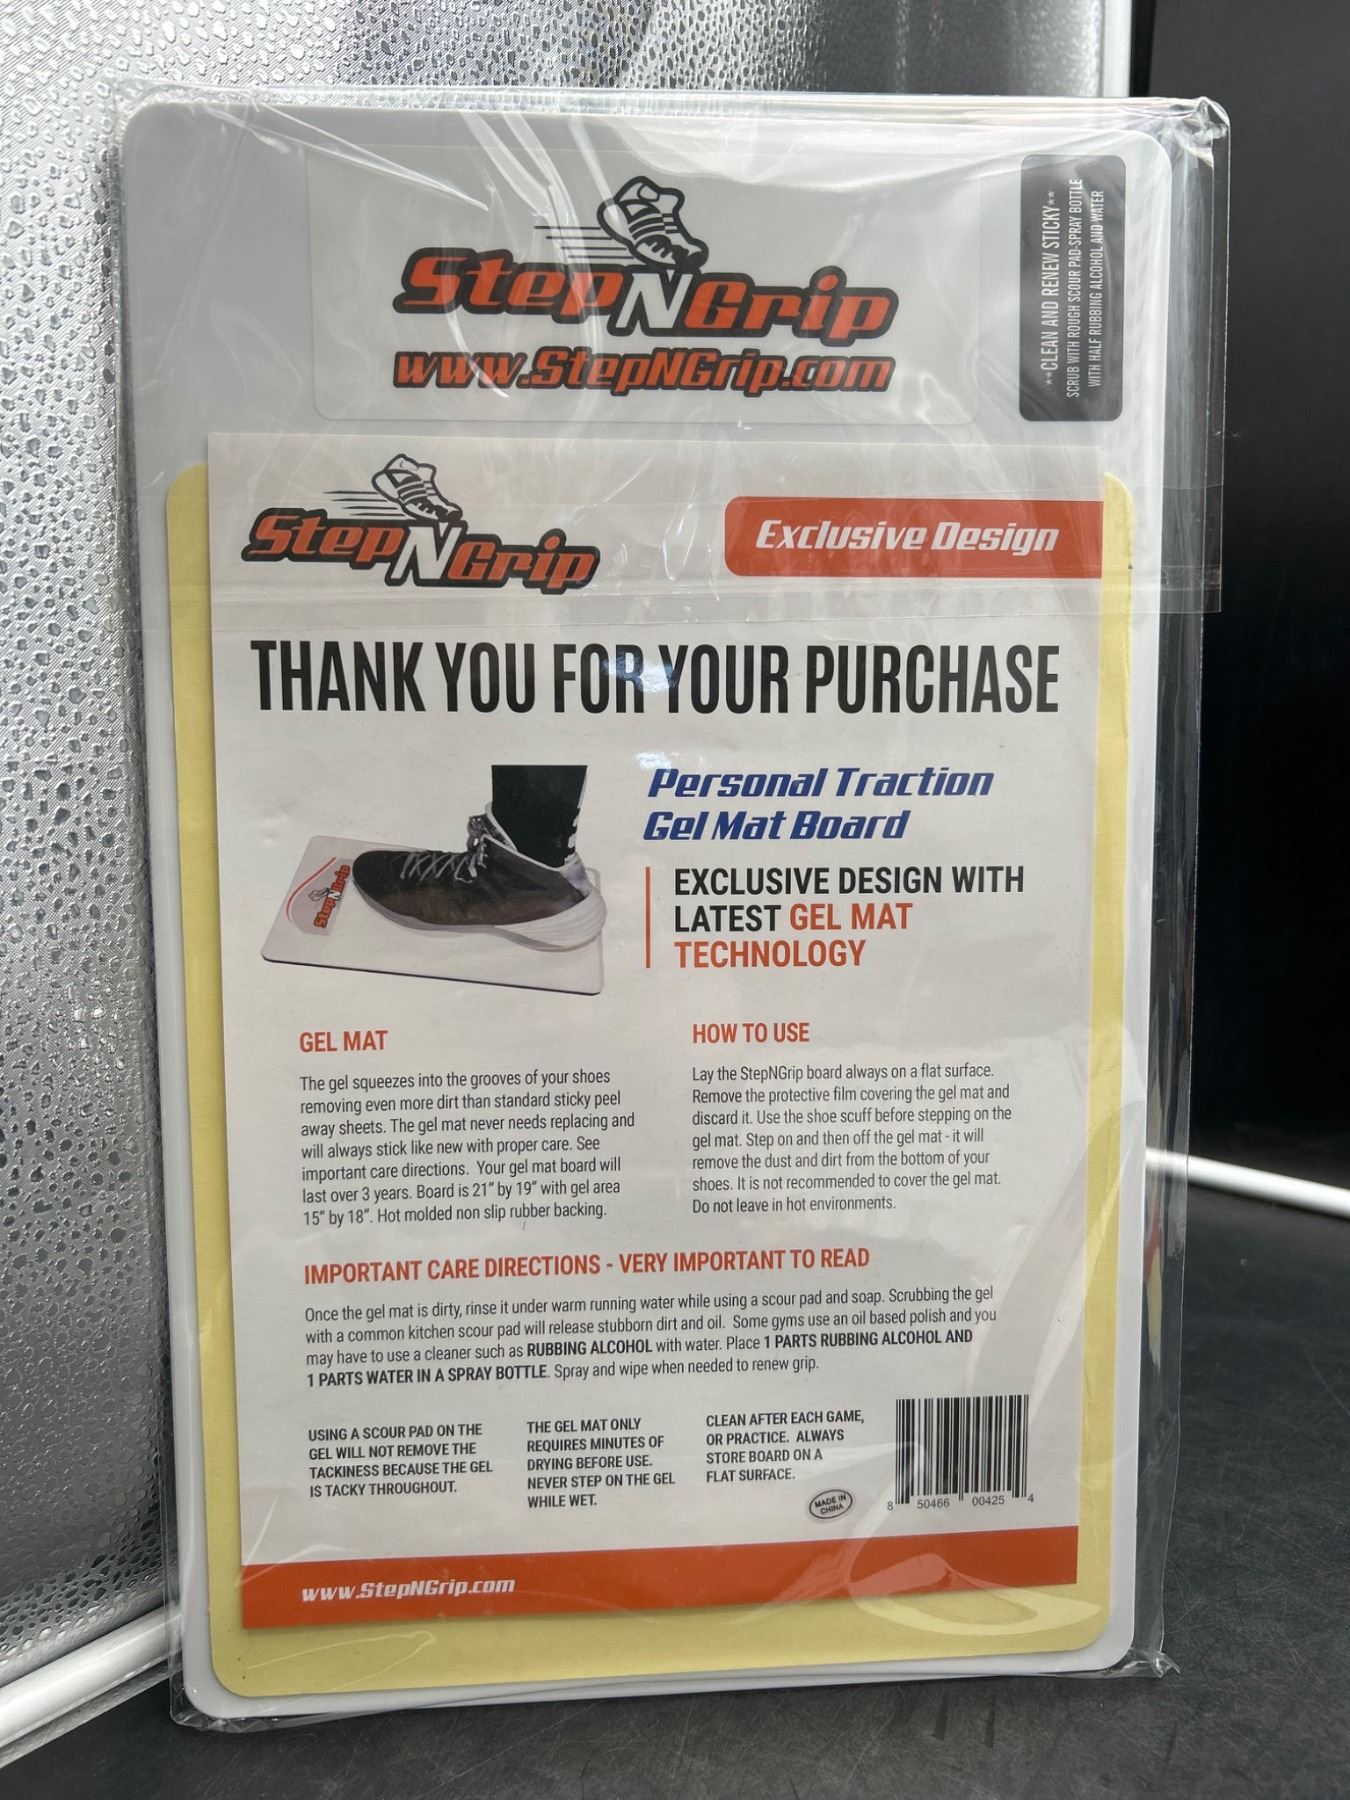 StepNGrip
www.StepNGrip.com
**CLEAN AND RENEW STICKY**
SCRUB WITH ROUGH SCOUR PAD-SPRAY BOTTLE
WITH HALF RUBBING ALCOHOL AND WATER
StepNGrip
Exclusive Design
THANK YOU FOR YOUR PURCHASE
Personal Traction
Gel Mat Board
StepNGrip
EXCLUSIVE DESIGN WITH
LATEST GEL MAT
TECHNOLOGY
GEL MAT
The gel squeezes into the grooves of your shoes
removing even more dirt than standard sticky peel
away sheets. The gel mat never needs replacing and
will always stick like new with proper care. See
important care directions. Your gel mat board will
last over 3 years. Board is 21" by 19" with gel area
15" by 18". Hot molded non slip rubber backing.
HOW TO USE
Lay the StepNGrip board always on a flat surface.
Remove the protective film covering the gel mat and
discard it. Use the shoe scuff before stepping on the
gel mat. Step on and then off the gel mat - it will
remove the dust and dirt from the bottom of your
shoes. It is not recommended to cover the gel mat.
Do not leave in hot environments.
IMPORTANT CARE DIRECTIONS - VERY IMPORTANT TO READ
Once the gel mat is dirty, rinse it under warm running water while using a scour pad and soap. Scrubbing the gel
with a common kitchen scour pad will release stubborn dirt and oil. Some gyms use an oil based polish and you
may have to use a cleaner such as RUBBING ALCOHOL with water. Place 1 PARTS RUBBING ALCOHOL AND
1 PARTS WATER IN A SPRAY BOTTLE. Spray and wipe when needed to renew grip.
USING A SCOUR PAD ON THE
GEL WILL NOT REMOVE THE
TACKINESS BECAUSE THE GEL
IS TACKY THROUGHOUT.
THE GEL MAT ONLY
REQUIRES MINUTES OF
DRYING BEFORE USE.
NEVER STEP ON THE GEL
WHILE WET.
CLEAN AFTER EACH GAME,
OR PRACTICE. ALWAYS
STORE BOARD ON A
FLAT SURFACE.
MADE IN
CHINA
8 50466 00425 4
www.StepNGrip.com